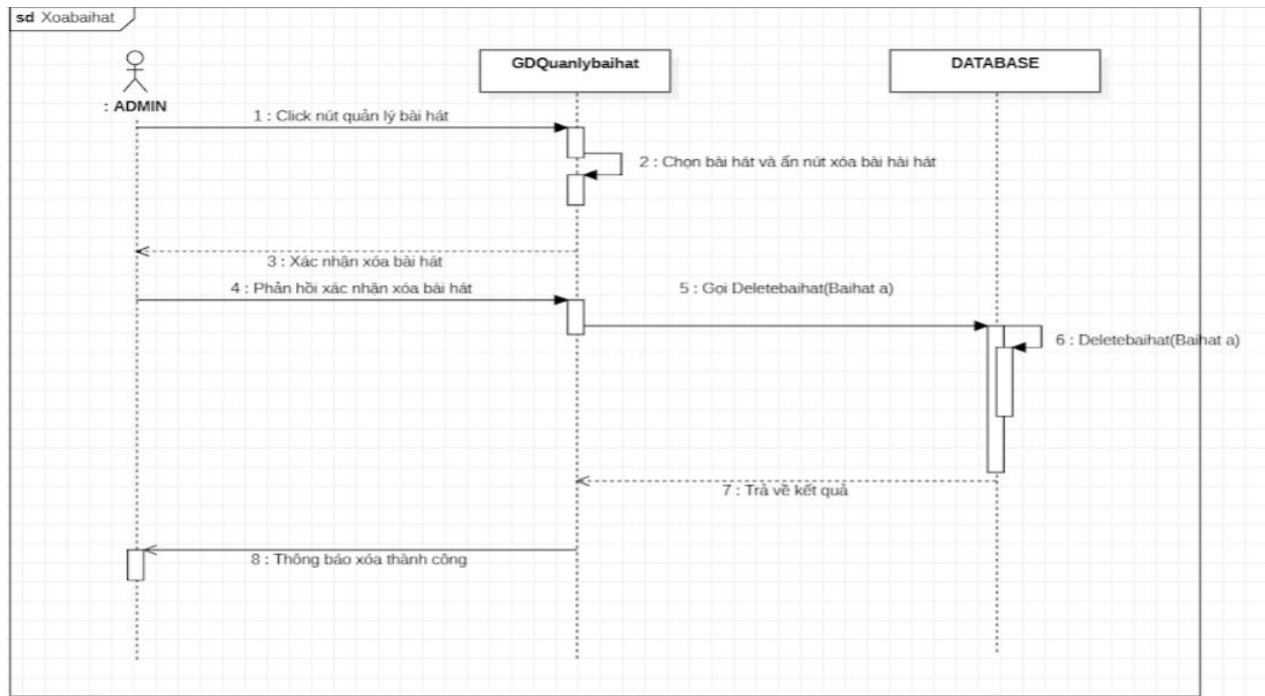 sd Xoabaihat
GDQuanlybaihat
DATABASE
: ADMIN
1 : Click nút quản lý bài hát
2 : Chọn bài hát và ấn nút xóa bài hài hát
3 : Xác nhận xóa bài hát
4 : Phản hồi xác nhận xóa bài hát
5 : Gọi Deletebaihat(Baihat a)
6 : Deletebaihat(Baihat a)
7 : Trả về kết quả
8 : Thông báo xóa thành công